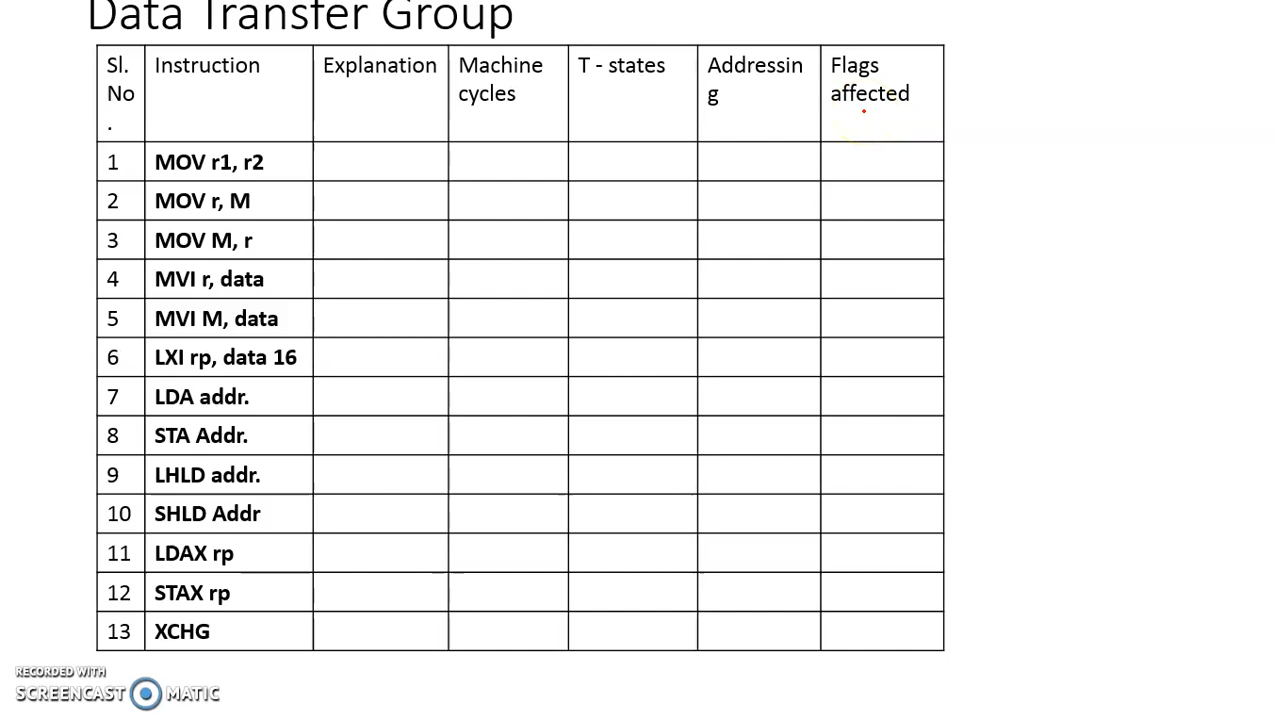 Data Transfer Group
Sl. No. Instruction Explanation Machine cycles T - states Addressing Flags affected
1 MOV r1, r2
2 MOV r, M
3 MOV M, r
4 MVI r, data
5 MVI M, data
6 LXI rp, data 16
7 LDA addr.
8 STA Addr.
9 LHLD addr.
10 SHLD Addr
11 LDAX rp
12 STAX rp
13 XCHG
RECORDED WITH
SCREENCAST MATIC